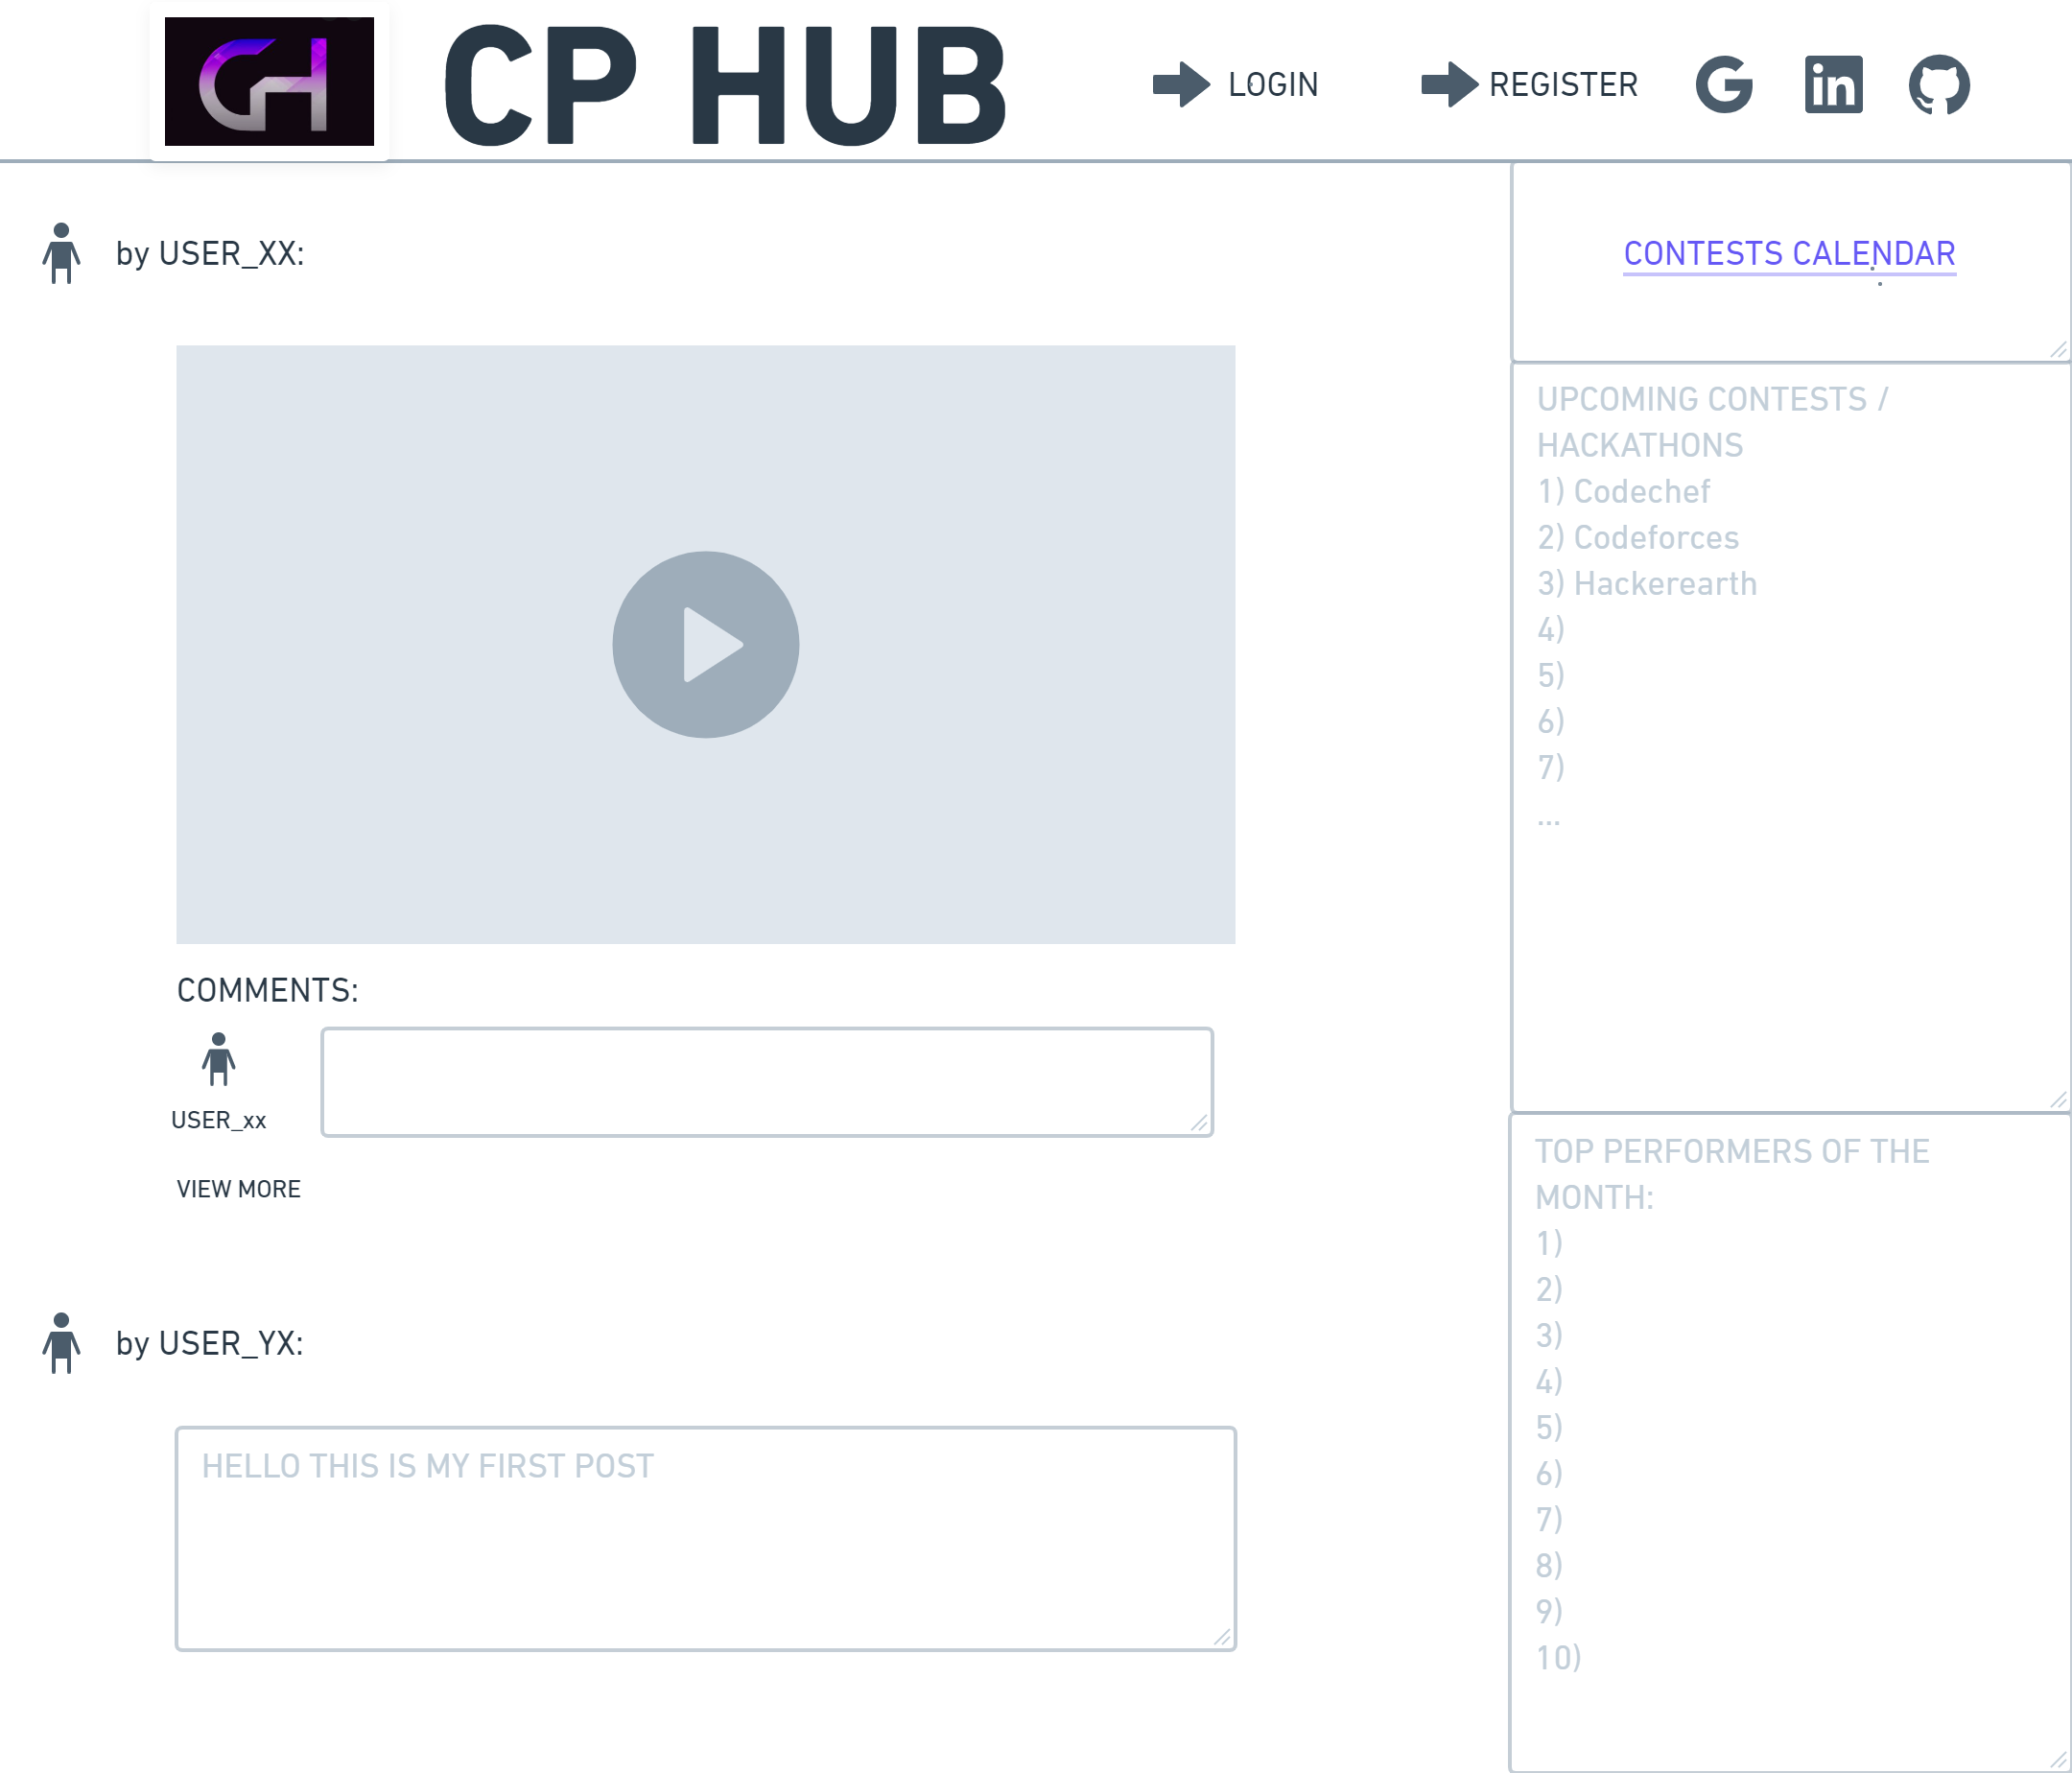 CP HUB
LOGIN
REGISTER
by USER_XX:
COMMENTS:
USER_xx
VIEW MORE
by USER_YX:
HELLO THIS IS MY FIRST POST
CONTESTS CALENDAR
UPCOMING CONTESTS /
HACKATHONS
1) Codechef
2) Codeforces
3) Hackerearth
4)
5)
6)
7)
...
TOP PERFORMERS OF THE
MONTH:
1)
2)
3)
4)
5)
6)
7)
8)
9)
10)